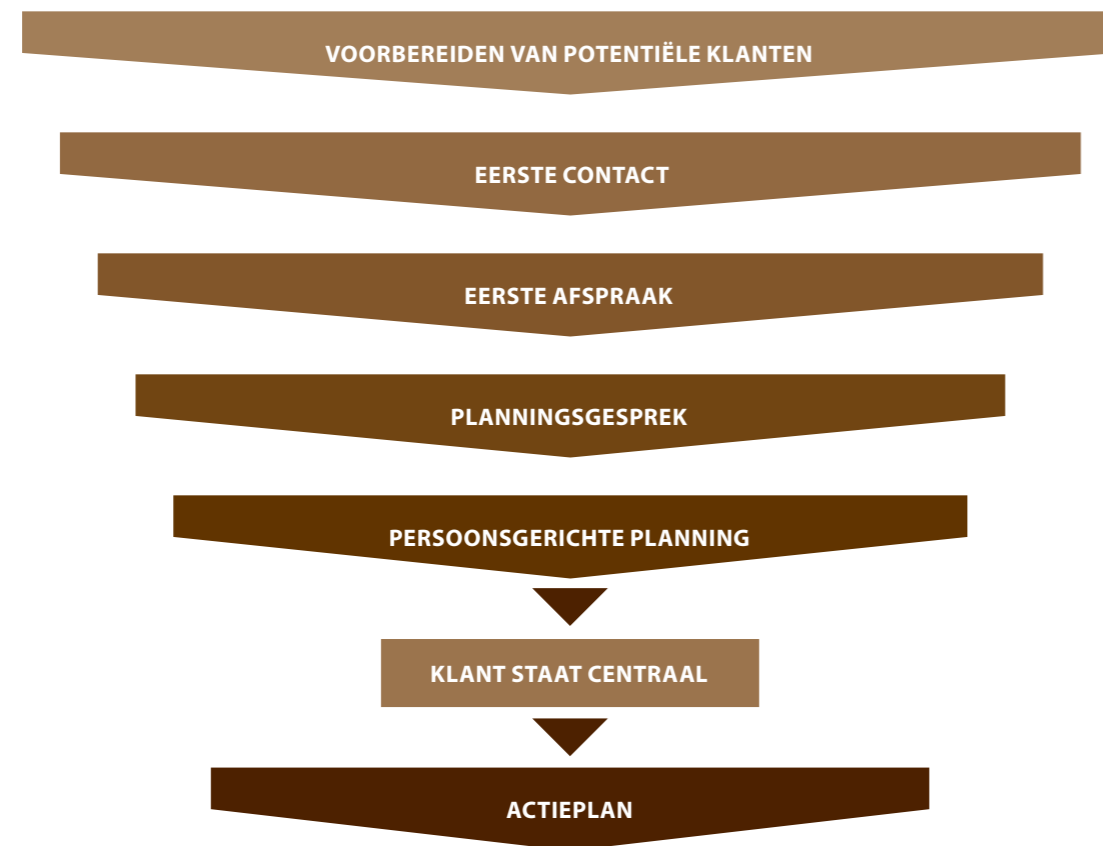 VOORBEREIDEN VAN POTENTIËLE KLANTEN
EERSTE CONTACT
EERSTE AFSPRAAK
PLANNINGSGESPREK
PERSOONSGERICHTE PLANNING
KLANT STAAT CENTRAAL
ACTIEPLAN